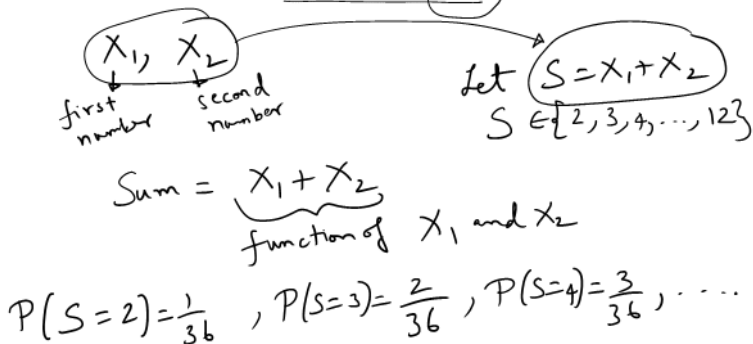 X₁, X₂
first number
second number
Let S = X₁ + X₂
S ∈ {2, 3, 4, ..., 12}
Sum = X₁ + X₂
function of X₁ and X₂
P(S = 2) = 1/36 , P(S = 3) = 2/36 , P(S = 4) = 3/36 , ....